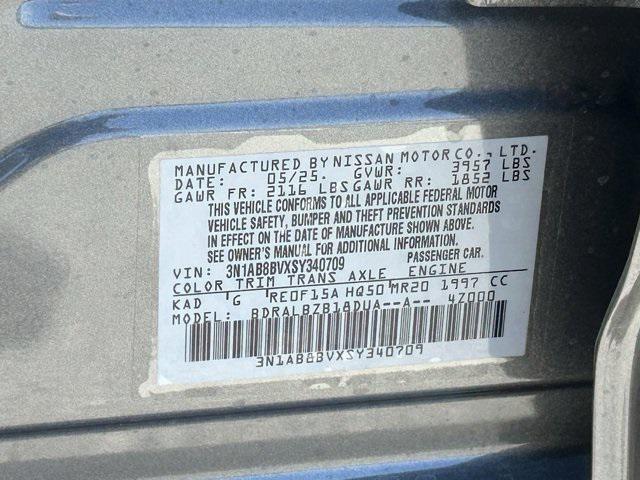 MANUFACTURED BY NISSAN MOTOR CO., LTD.
DATE: 05/25. GVWR: 3957 LBS
GAWR FR: 2116 LBS GAWR RR: 1852 LBS
THIS VEHICLE CONFORMS TO ALL APPLICABLE FEDERAL MOTOR
VEHICLE SAFETY, BUMPER AND THEFT PREVENTION STANDARDS
IN EFFECT ON THE DATE OF MANUFACTURE SHOWN ABOVE.
SEE OWNER'S MANUAL FOR ADDITIONAL INFORMATION
VIN: 3N1AB8BVXSY340709 PASSENGER CAR.
COLOR TRIM TRANS AXLE ENGINE
KAD G RE0F15A HQ50 MR20 1997 CC
MODEL: BDRALBZB18DUA--A-- 4Z000
3N1AB8BVXSY340709